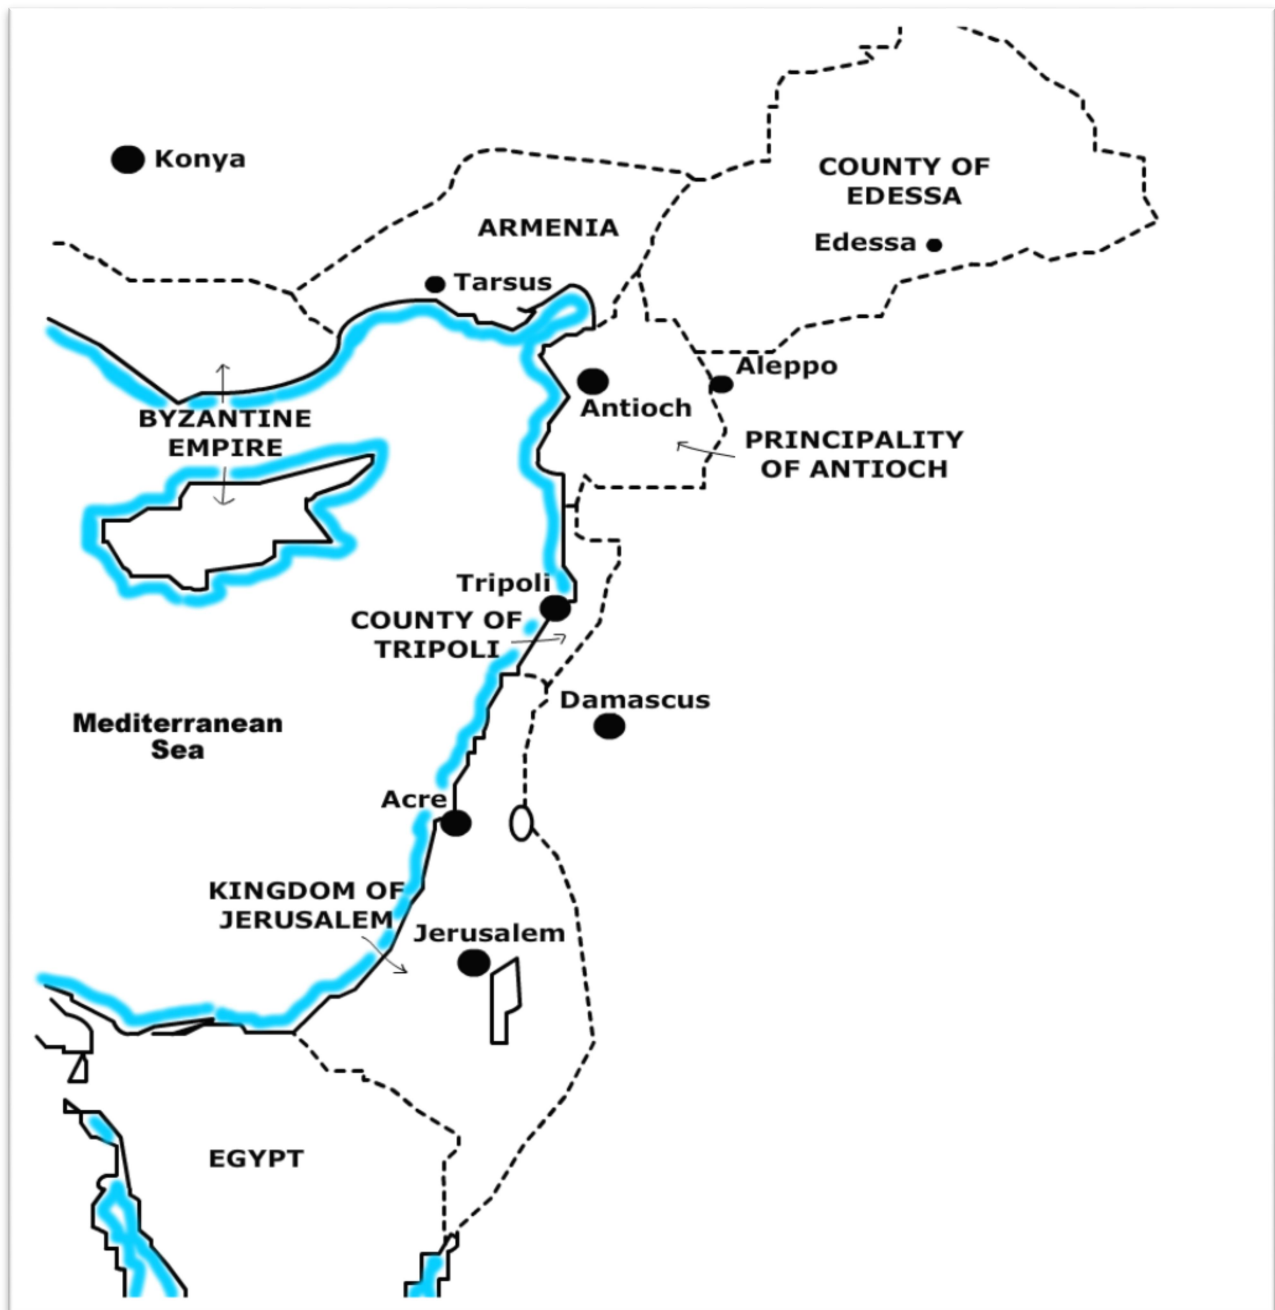 Konya
COUNTY OF
EDESSA
ARMENIA
Edessa
Tarsus
Aleppo
Antioch
BYZANTINE
EMPIRE
PRINCIPALITY
OF ANTIOCH
Tripoli
COUNTY OF
TRIPOLI
Damascus
Mediterranean
Sea
Acre
KINGDOM OF
JERUSALEM
Jerusalem
EGYPT